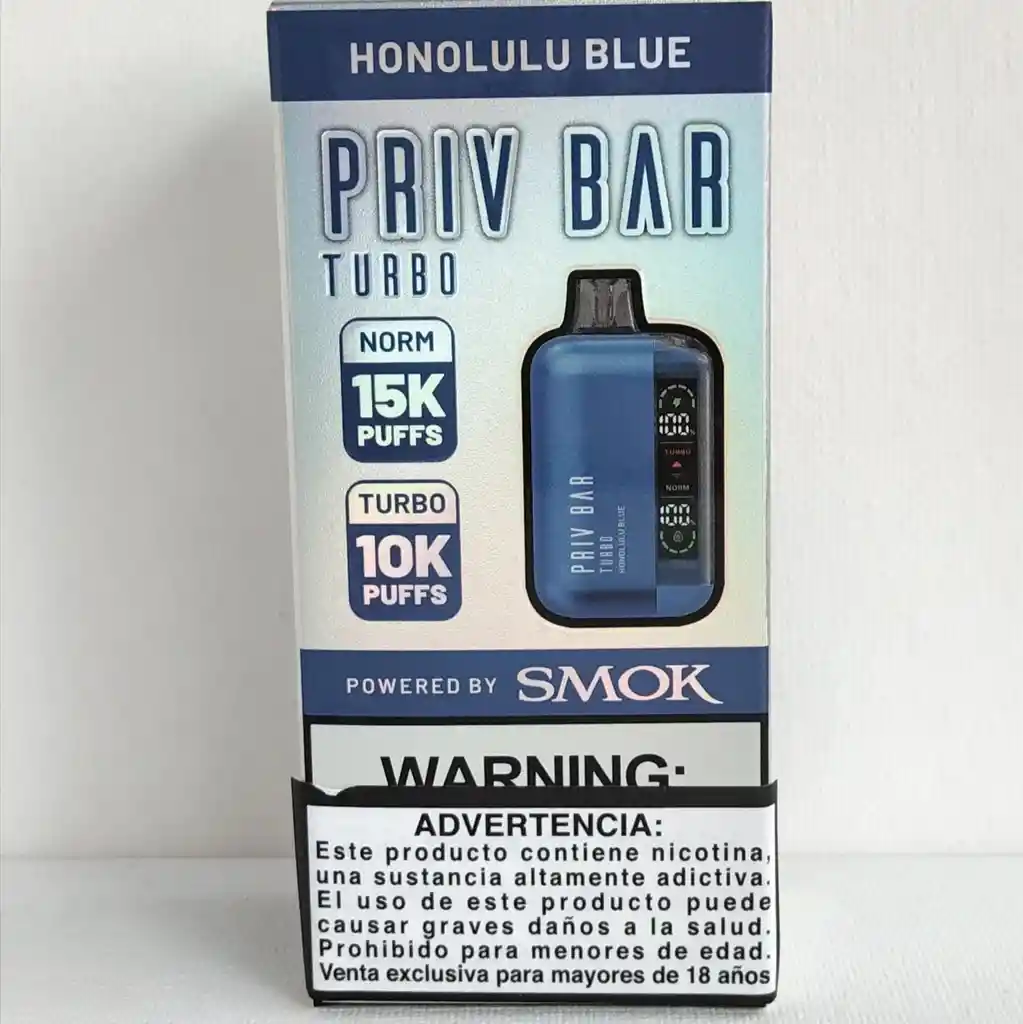 HONOLULU BLUE
PRIV BAR
TURBO
NORM
15K
PUFFS
TURBO
10K
PUFFS
100%
TURBO
NORM
100%
PRIV BAR
TURBO
HONOLULU BLUE
POWERED BY SMOK
WARNING:
ADVERTENCIA:
Este producto contiene nicotina,
una sustancia altamente adictiva.
El uso de este producto puede
causar graves daños a la salud.
Prohibido para menores de edad.
Venta exclusiva para mayores de 18 años